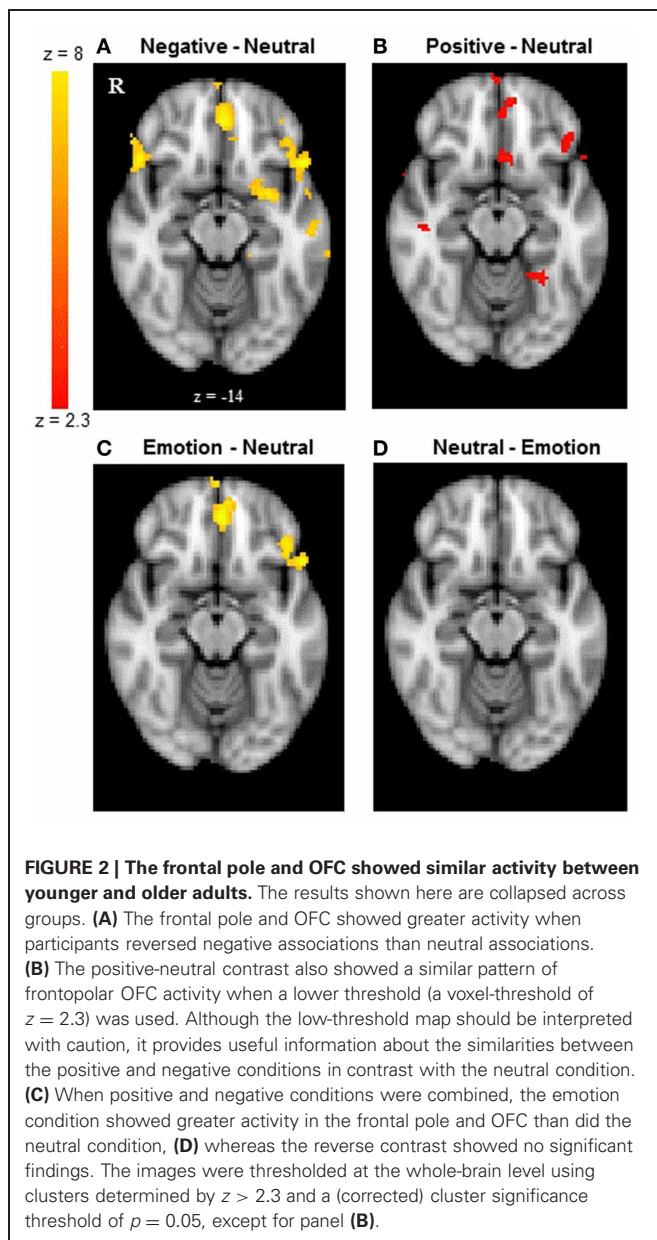 z = 8
A Negative - Neutral
B Positive - Neutral
R
z = -14
z = 2.3
C Emotion - Neutral
D Neutral - Emotion
FIGURE 2 | The frontal pole and OFC showed similar activity between
younger and older adults. The results shown here are collapsed across
groups. (A) The frontal pole and OFC showed greater activity when
participants reversed negative associations than neutral associations.
(B) The positive-neutral contrast also showed a similar pattern of
frontopolar OFC activity when a lower threshold (a voxel-threshold of
z = 2.3) was used. Although the low-threshold map should be interpreted
with caution, it provides useful information about the similarities between
the positive and negative conditions in contrast with the neutral condition.
(C) When positive and negative conditions were combined, the emotion
condition showed greater activity in the frontal pole and OFC than did the
neutral condition, (D) whereas the reverse contrast showed no significant
findings. The images were thresholded at the whole-brain level using
clusters determined by z > 2.3 and a (corrected) cluster significance
threshold of p = 0.05, except for panel (B).